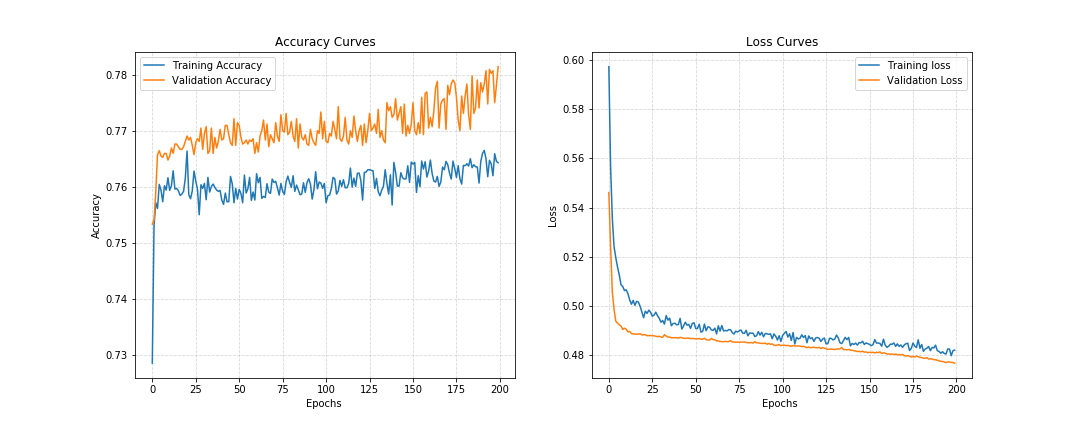 Accuracy Curves
Training Accuracy
Validation Accuracy
0.78
0.77
0.76
0.75
0.74
0.73
Accuracy
0 25 50 75 100 125 150 175 200
Epochs
Loss Curves
Training loss
Validation Loss
0.60
0.58
0.56
0.54
0.52
0.50
0.48
Loss
0 25 50 75 100 125 150 175 200
Epochs